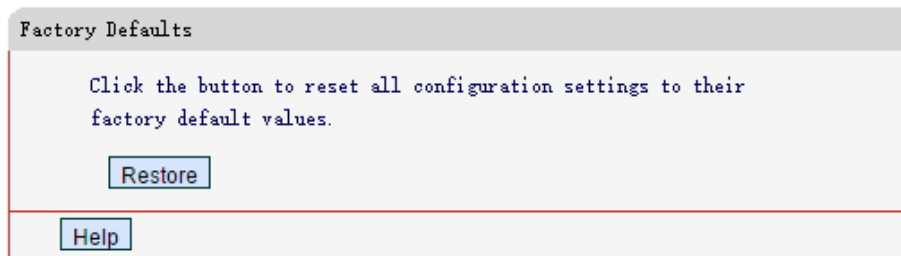 Factory Defaults
Click the button to reset all configuration settings to their
factory default values.
Restore
Help